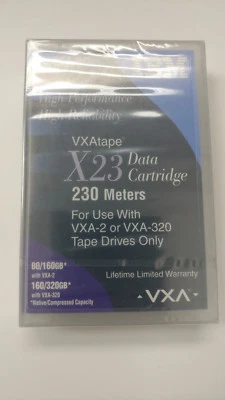 High Performance
High Reliability
VXAtape
X23 Data
Cartridge
230 Meters
For Use With
VXA-2 or VXA-320
Tape Drives Only
80/160GB*
with VXA-2
160/320GB*
with VXA-320
*Native/Compressed Capacity
Lifetime Limited Warranty
VXA